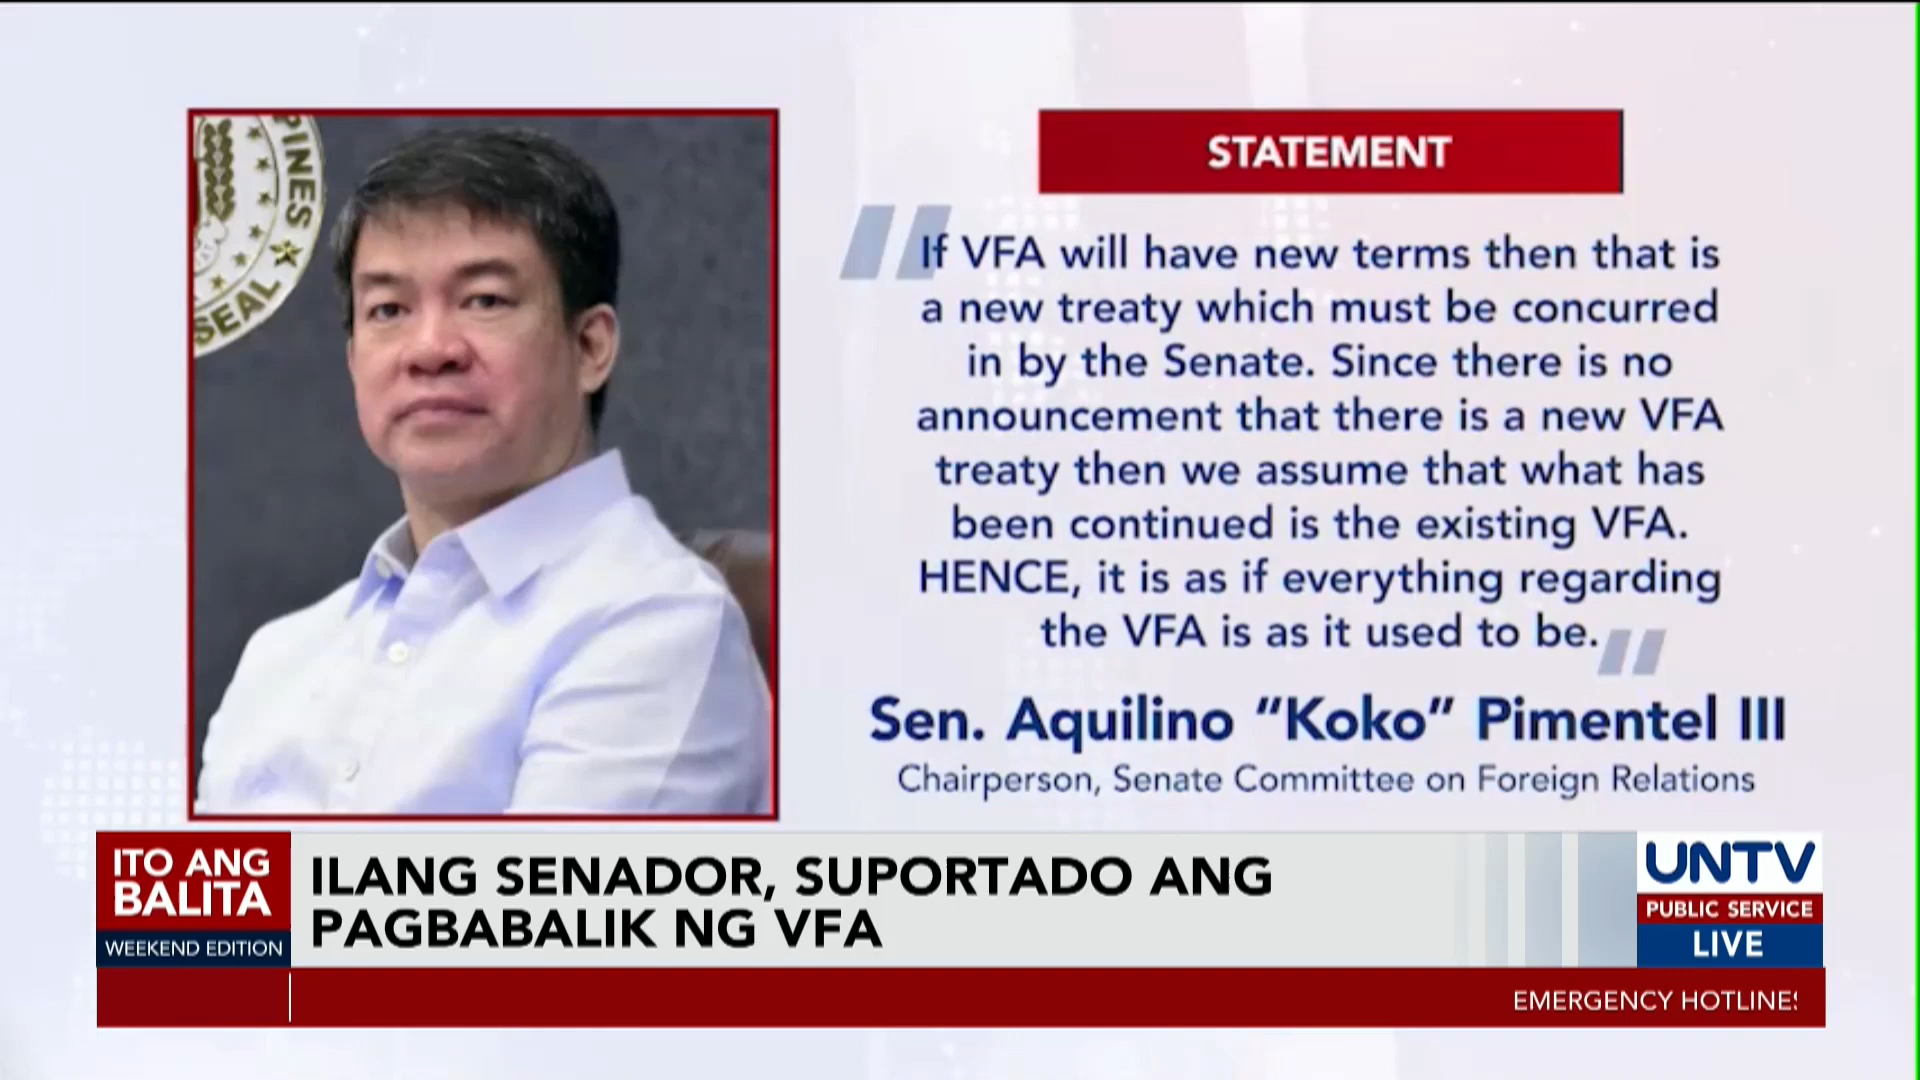 PINES
SEAL
STATEMENT
"If VFA will have new terms then that is
a new treaty which must be concurred
in by the Senate. Since there is no
announcement that there is a new VFA
treaty then we assume that what has
been continued is the existing VFA.
HENCE, it is as if everything regarding
the VFA is as it used to be."
Sen. Aquilino "Koko" Pimentel III
Chairperson, Senate Committee on Foreign Relations
ITO ANG
BALITA
WEEKEND EDITION
ILANG SENADOR, SUPORTADO ANG
PAGBABALIK NG VFA
UNTV
PUBLIC SERVICE
LIVE
EMERGENCY HOTLINE